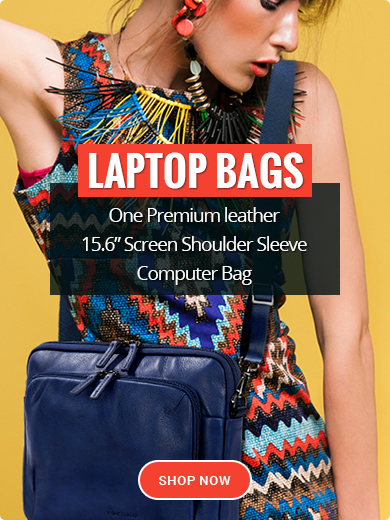 LAPTOP BAGS
One Premium leather
15.6” Screen Shoulder Sleeve
Computer Bag
SHOP NOW